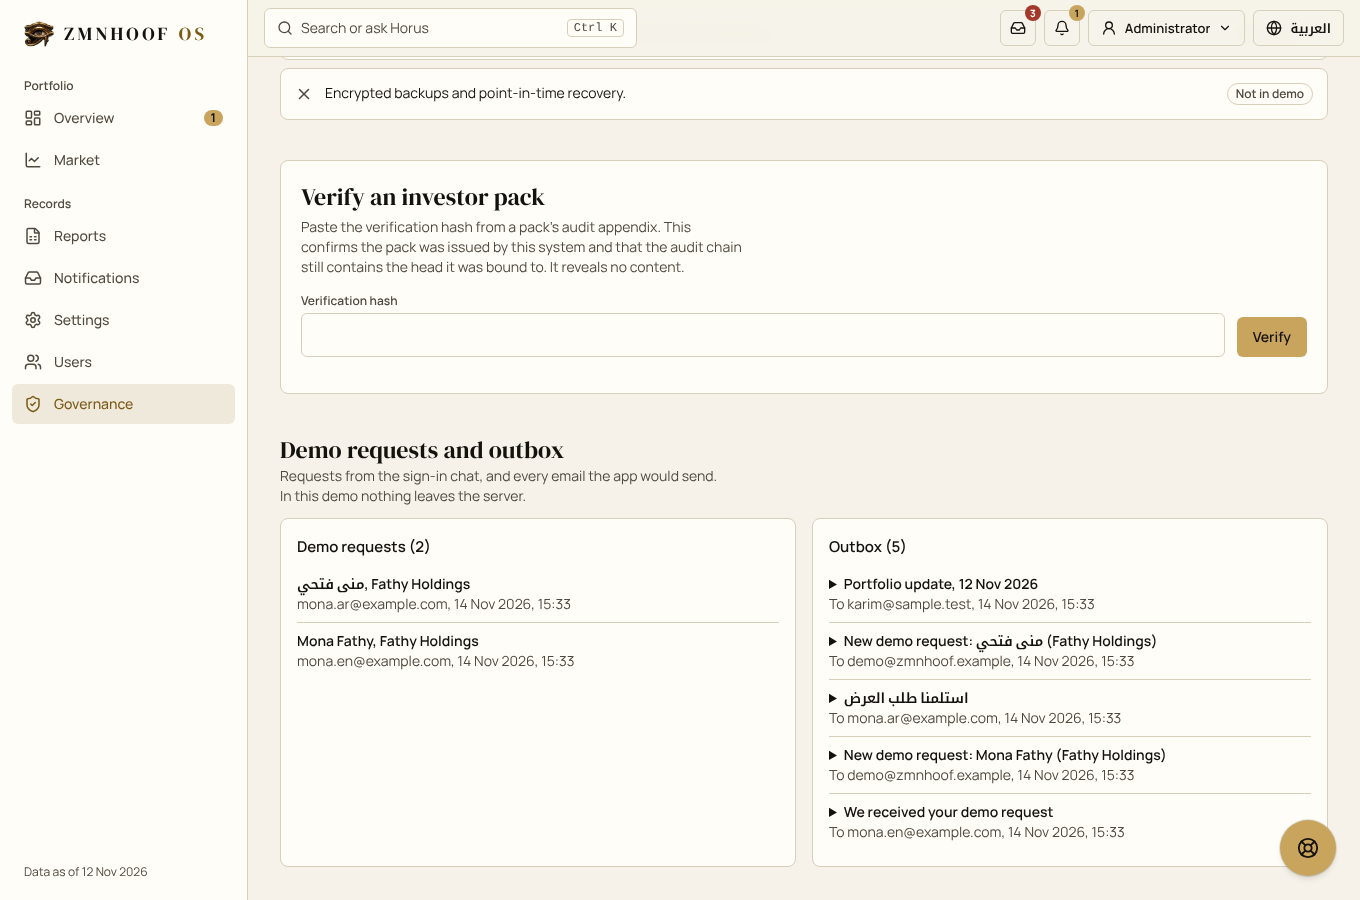 ZMNHOOF OS
Search or ask Horus
Ctrl K
3
1
Administrator
العربية
Portfolio
Overview
1
Market
Records
Reports
Notifications
Settings
Users
Governance
Data as of 12 Nov 2026
Encrypted backups and point-in-time recovery.
Not in demo
Verify an investor pack
Paste the verification hash from a pack's audit appendix. This
confirms the pack was issued by this system and that the audit chain
still contains the head it was bound to. It reveals no content.
Verification hash
Verify
Demo requests and outbox
Requests from the sign-in chat, and every email the app would send.
In this demo nothing leaves the server.
Demo requests (2)
منى فتحي, Fathy Holdings
mona.ar@example.com, 14 Nov 2026, 15:33
Mona Fathy, Fathy Holdings
mona.en@example.com, 14 Nov 2026, 15:33
Outbox (5)
Portfolio update, 12 Nov 2026
To karim@sample.test, 14 Nov 2026, 15:33
New demo request: منى فتحي (Fathy Holdings)
To demo@zmnhoof.example, 14 Nov 2026, 15:33
استلمنا طلب العرض
To mona.ar@example.com, 14 Nov 2026, 15:33
New demo request: Mona Fathy (Fathy Holdings)
To demo@zmnhoof.example, 14 Nov 2026, 15:33
We received your demo request
To mona.en@example.com, 14 Nov 2026, 15:33